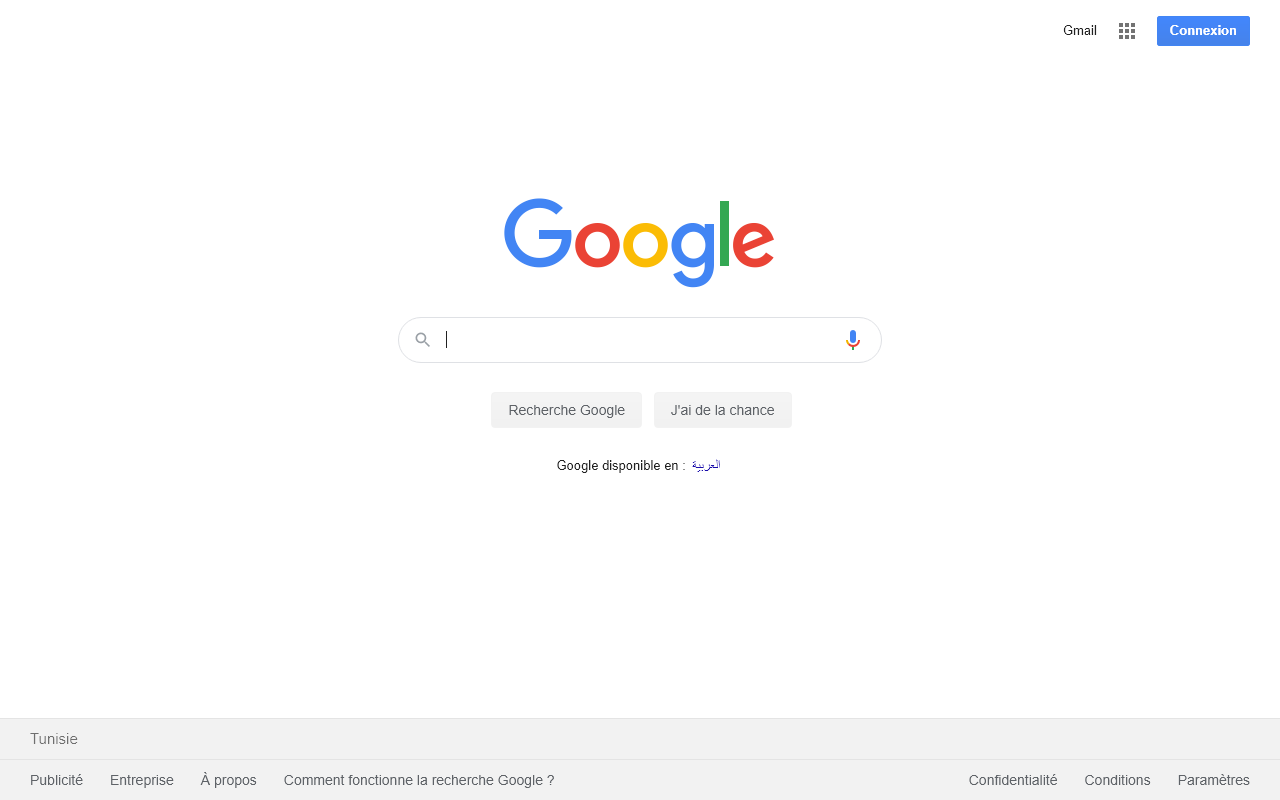 Gmail
Connexion
Google
Recherche Google
J'ai de la chance
Google disponible en : العربية
Tunisie
Publicité
Entreprise
À propos
Comment fonctionne la recherche Google ?
Confidentialité
Conditions
Paramètres